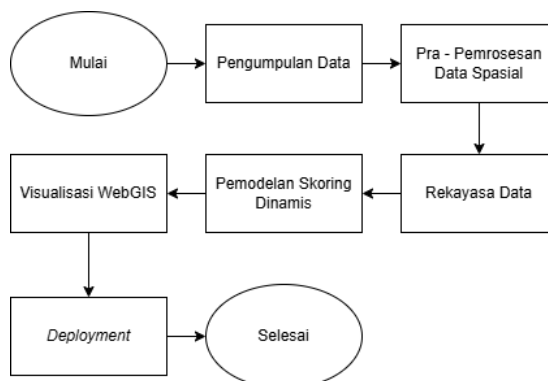 Mulai
Pengumpulan Data
Pra - Pemrosesan
Data Spasial
Rekayasa Data
Pemodelan Skoring
Dinamis
Visualisasi WebGIS
Deployment
Selesai